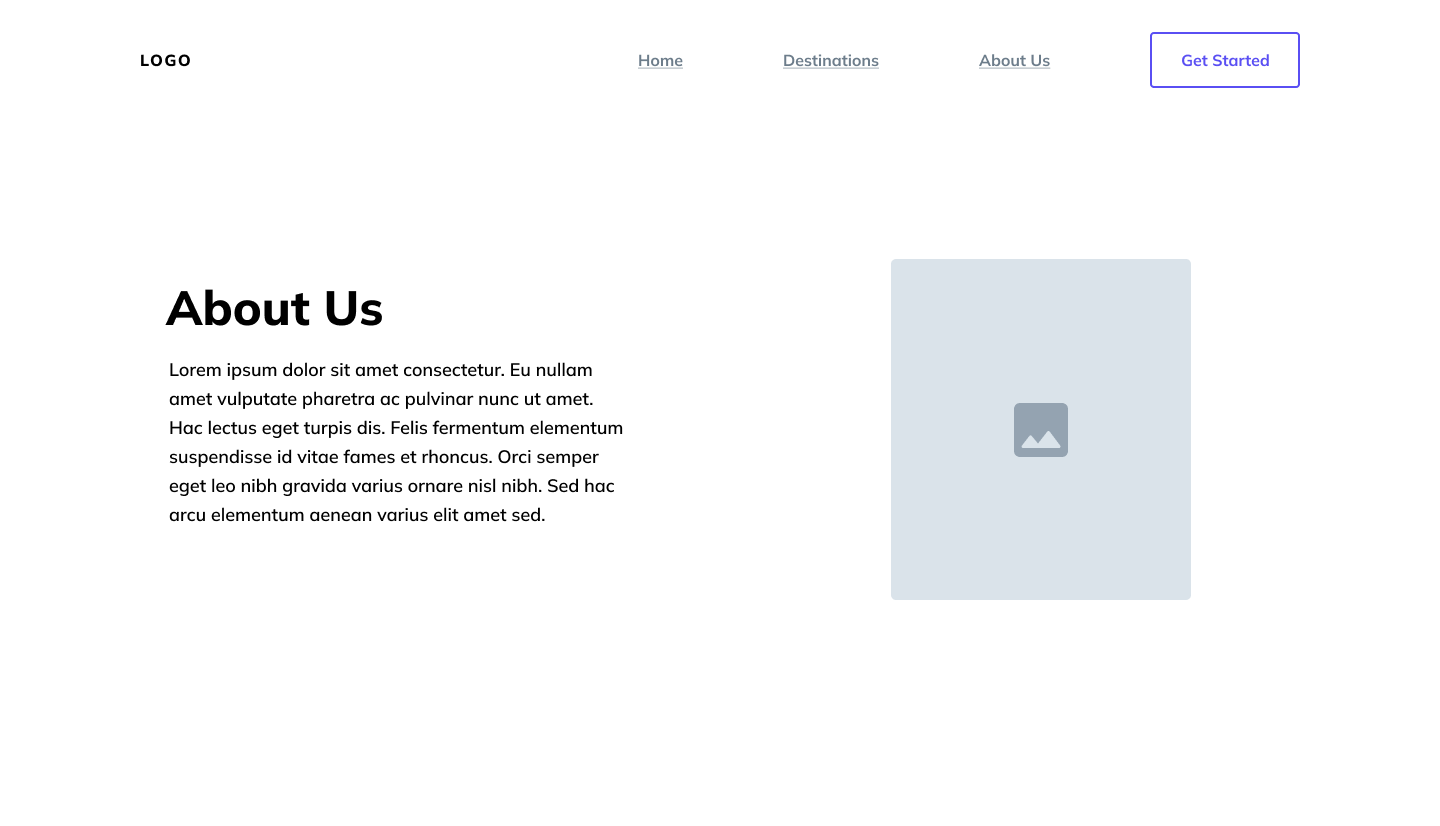 LOGO
Home
Destinations
About Us
Get Started
About Us
Lorem ipsum dolor sit amet consectetur. Eu nullam
amet vulputate pharetra ac pulvinar nunc ut amet.
Hac lectus eget turpis dis. Felis fermentum elementum
suspendisse id vitae fames et rhoncus. Orci semper
eget leo nibh gravida varius ornare nisl nibh. Sed hac
arcu elementum aenean varius elit amet sed.